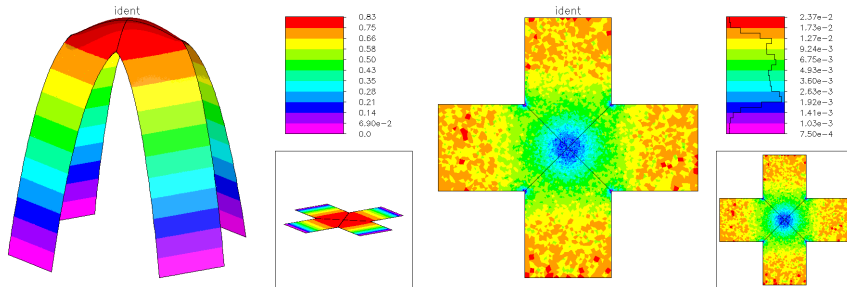 ident
0.83
0.75
0.66
0.58
0.50
0.43
0.35
0.28
0.21
0.14
6.90e-2
0.0
ident
2.37e-2
1.73e-2
1.27e-2
9.24e-3
6.75e-3
4.93e-3
3.60e-3
2.63e-3
1.92e-3
1.41e-3
1.03e-3
7.50e-4